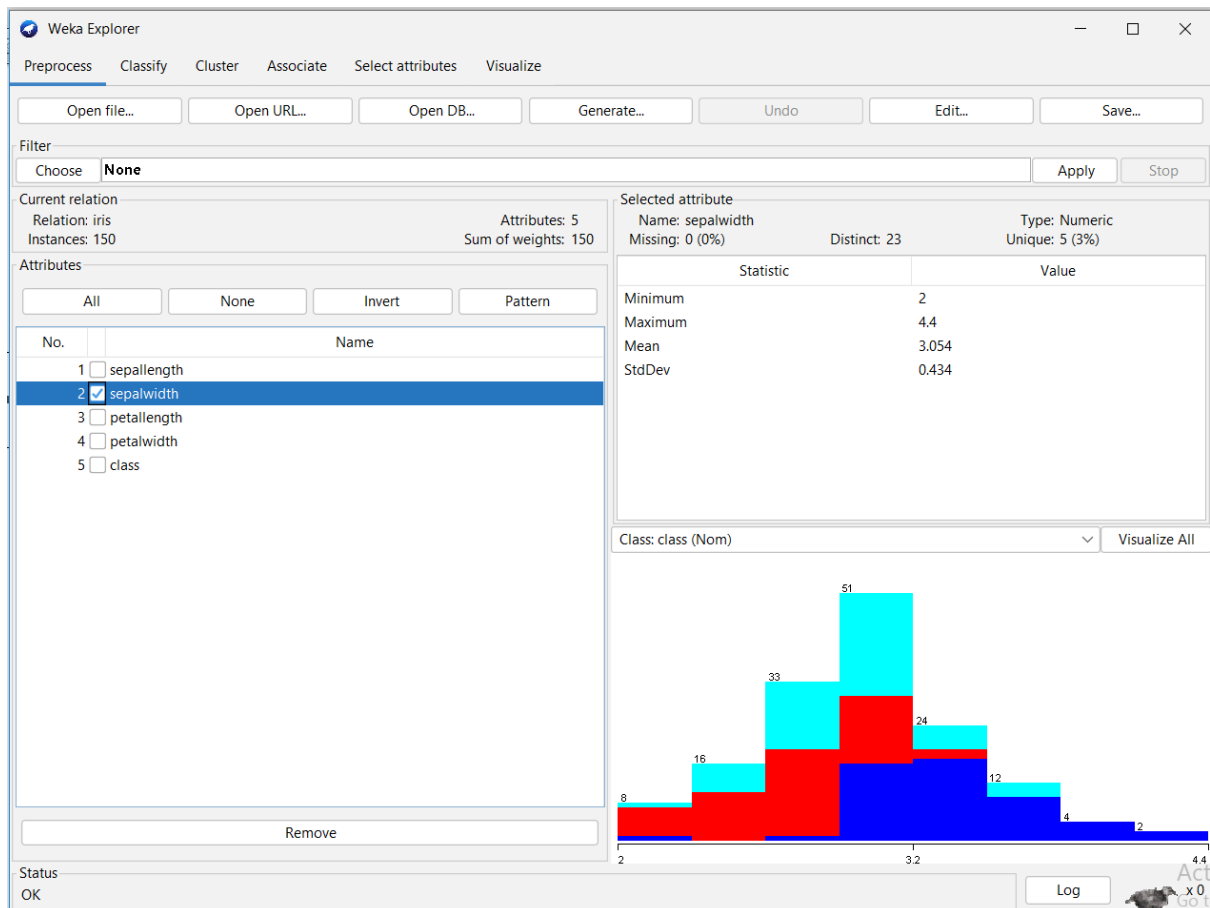 Weka Explorer
Preprocess Classify Cluster Associate Select attributes Visualize
Open file... Open URL... Open DB... Generate... Undo Edit... Save...
Filter
Choose None Apply Stop
Current relation
Relation: iris Attributes: 5
Instances: 150 Sum of weights: 150
Attributes
All None Invert Pattern
No. Name
1 sepallength
2 sepalwidth
3 petallength
4 petalwidth
5 class
Remove
Selected attribute
Name: sepalwidth Type: Numeric
Missing: 0 (0%) Distinct: 23 Unique: 5 (3%)
Statistic Value
Minimum 2
Maximum 4.4
Mean 3.054
StdDev 0.434
Class: class (Nom) Visualize All
51
33
24
16
12
8
4
2
2 3.2 4.4
Status
OK
Log x 0
Act
Go t